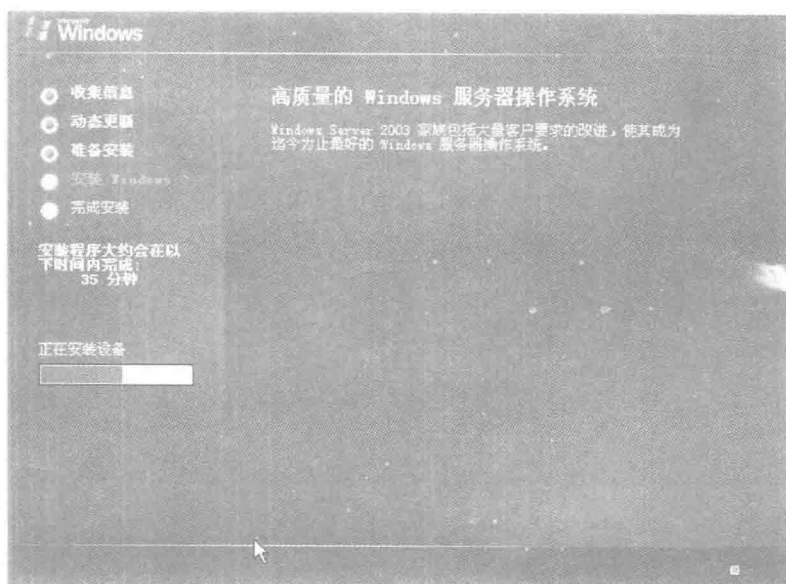 Microsoft
Windows
收集信息
动态更新
准备安装
安装 Windows
完成安装
安装程序大约会在以
下时间内完成:
35 分钟
正在安装设备
高质量的 Windows 服务器操作系统
Windows Server 2003 家族包括大量客户要求的改进，使其成为
迄今为止最好的 Windows 服务器操作系统。